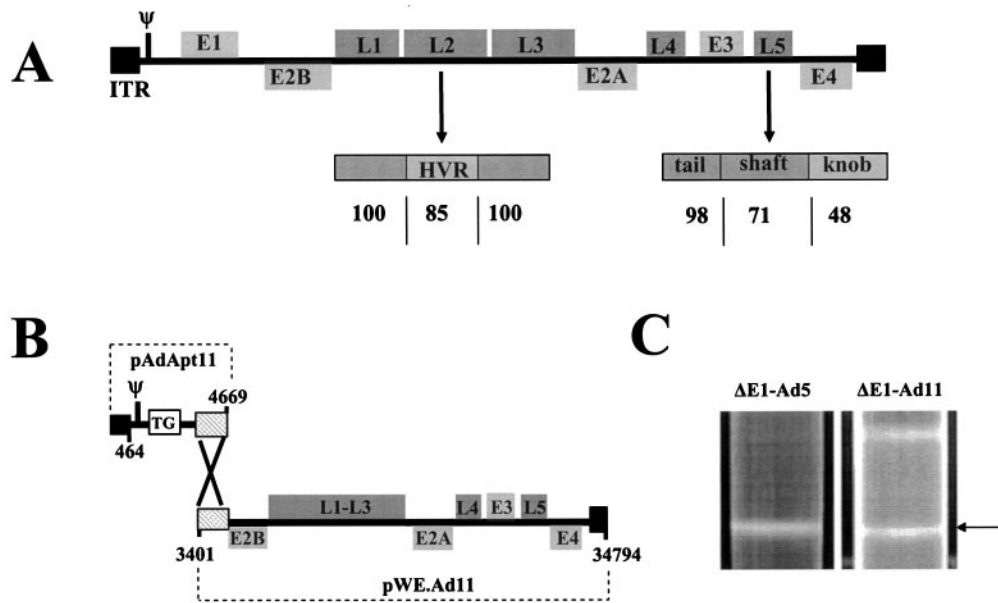 A
ψ
E1
L1
L2
L3
L4
E3
L5
ITR
E2B
E2A
E4
HVR
tail
shaft
knob
100
85
100
98
71
48
B
pAdApt11
ψ
4669
TG
464
L1-L3
L4
E3
L5
3401
E2B
E2A
E4
34794
pWE.Ad11
C
ΔE1-Ad5
ΔE1-Ad11